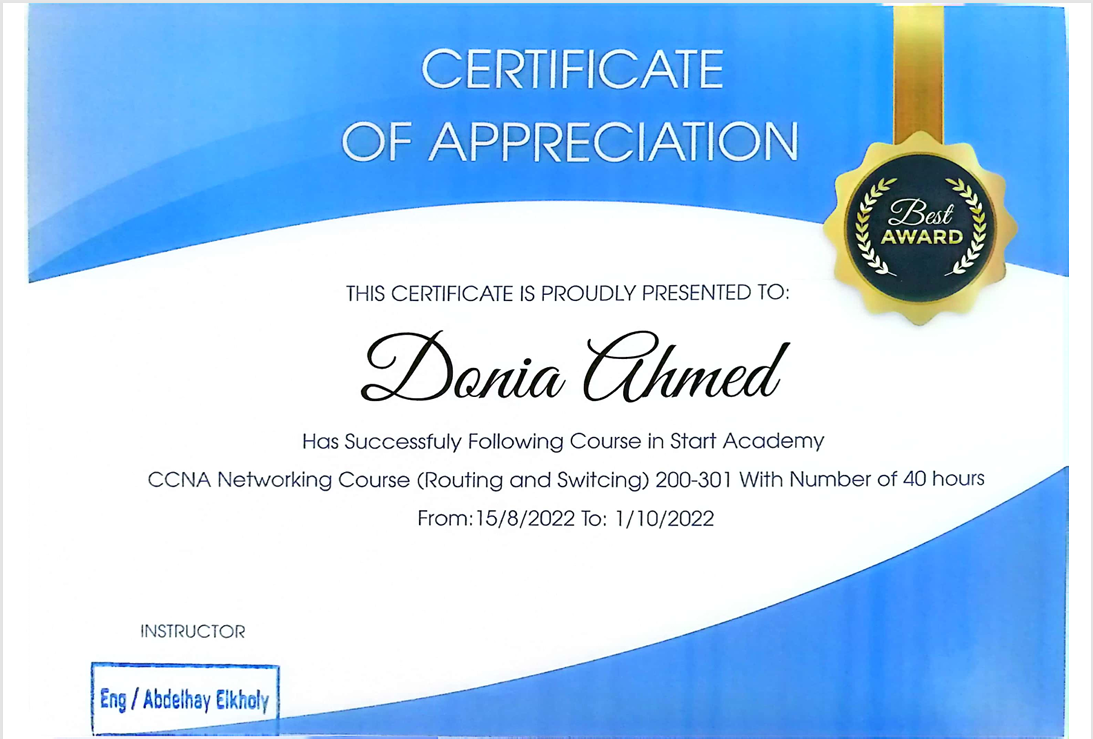 CERTIFICATE
OF APPRECIATION
Best
AWARD
THIS CERTIFICATE IS PROUDLY PRESENTED TO:
Donia Ahmed
Has Successfuly Following Course in Start Academy
CCNA Networking Course (Routing and Switcing) 200-301 With Number of 40 hours
From:15/8/2022 To: 1/10/2022
INSTRUCTOR
Eng / Abdelhay Elkholy